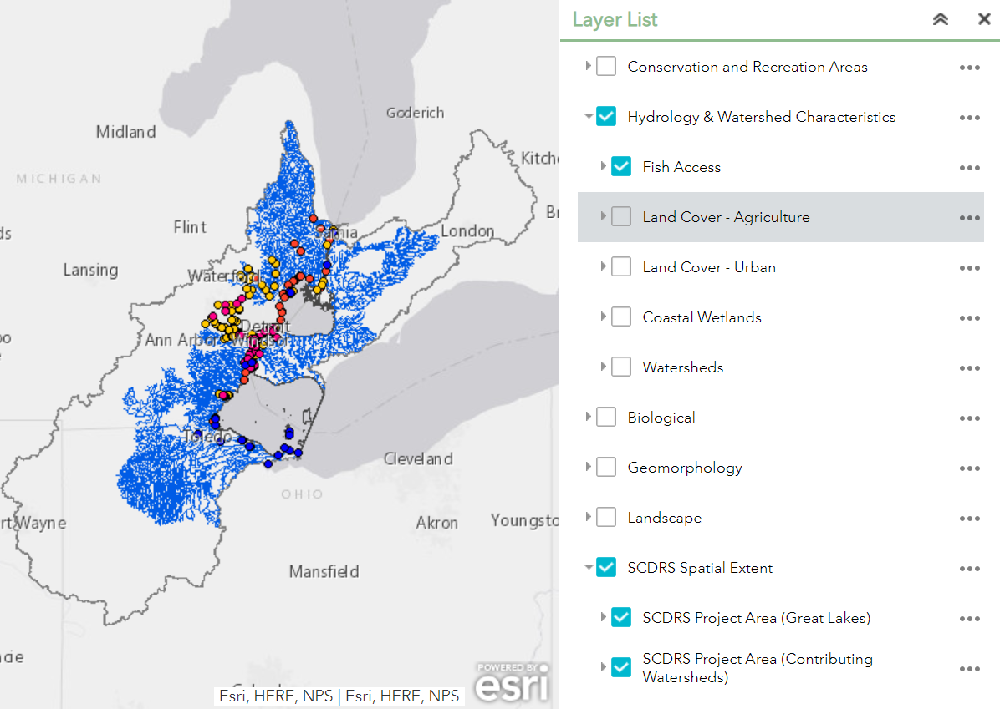 Layer List
Conservation and Recreation Areas
Hydrology & Watershed Characteristics
Fish Access
Land Cover - Agriculture
Land Cover - Urban
Coastal Wetlands
Watersheds
Biological
Geomorphology
Landscape
SCDRS Spatial Extent
SCDRS Project Area (Great Lakes)
SCDRS Project Area (Contributing
Watersheds)
Goderich
Midland
MICHIGAN
Kitche
Flint
London
Lansing
Waterford
Detroit
Ann Arbor
Windsor
Toledo
Cleveland
OHIO
rt Wayne
Akron
Youngsto
Mansfield
cie
Esri, HERE, NPS | Esri, HERE, NPS
POWERED BY
esri